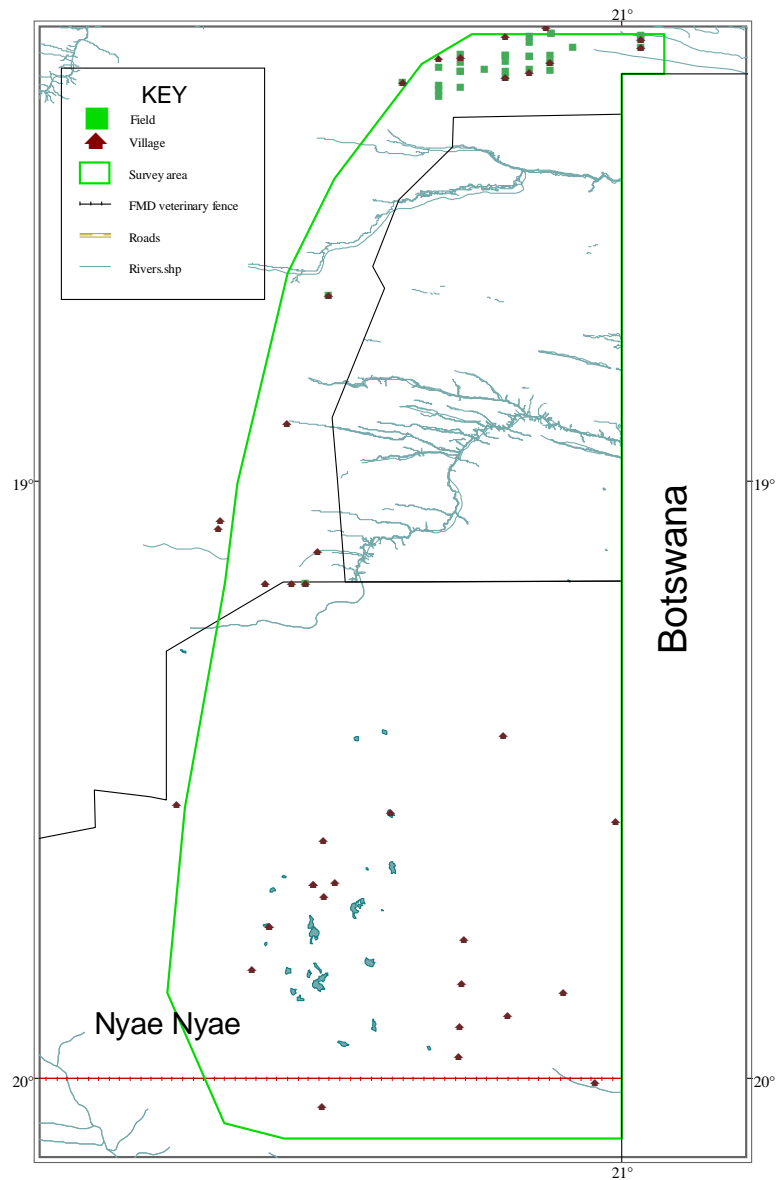 21°
KEY
Field
Village
Survey area
FMD veterinary fence
Roads
Rivers.shp
19°
19°
Botswana
Nyae Nyae
20°
20°
21°